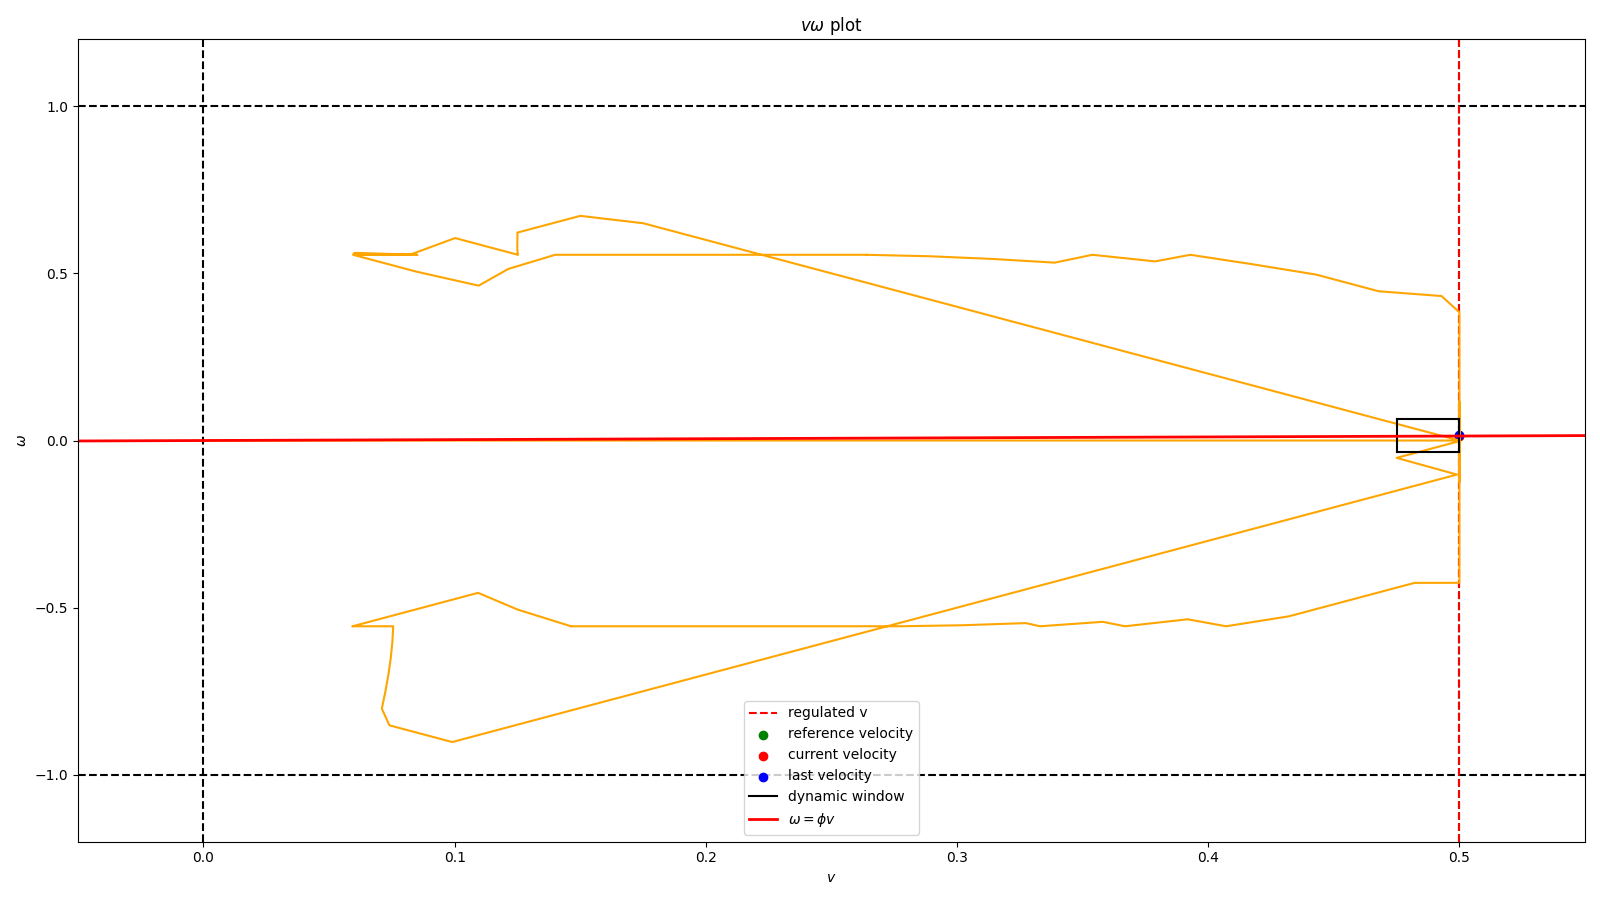 vω plot
1.0
0.5
0.0
−0.5
−1.0
ω
0.0
0.1
0.2
0.3
0.4
0.5
v
regulated v
reference velocity
current velocity
last velocity
dynamic window
ω = ϕv